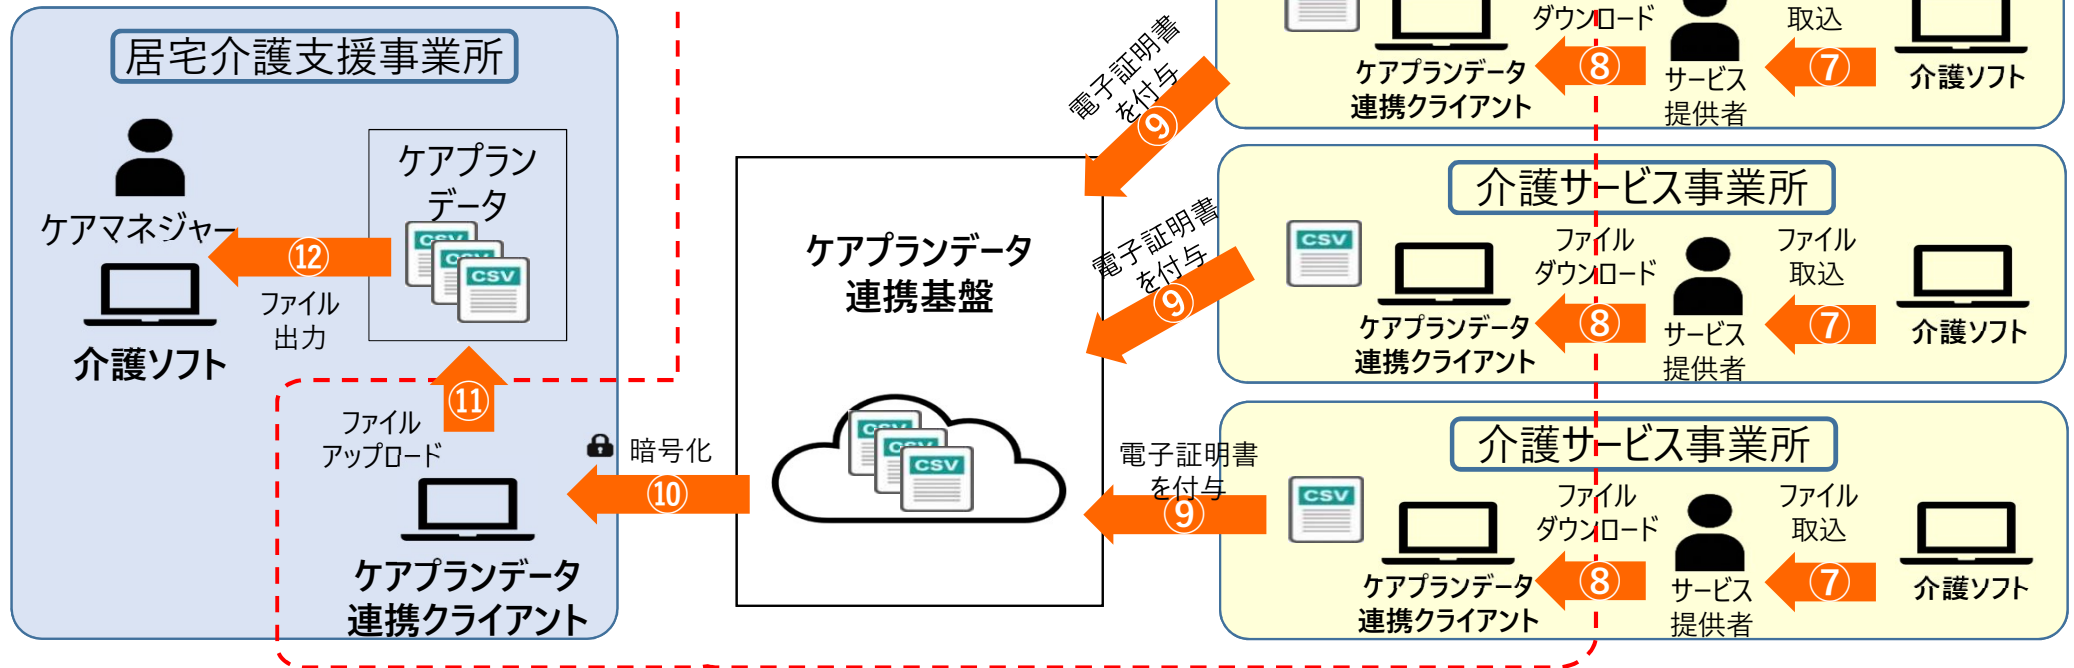 居宅介護支援事業所
ケアマネジャー
介護ソフト
ケアプラン
データ
CSV
CSV
CSV
⑫
ファイル
出力
⑪
ファイル
アップロード
ケアプランデータ
連携クライアント
暗号化
⑩
ケアプランデータ
連携基盤
CSV
CSV
CSV
電子証明書
を付与
⑨
ダウンロード
⑧
ケアプランデータ
連携クライアント
サービス
提供者
取込
⑦
介護ソフト
電子証明書
を付与
⑨
介護サービス事業所
CSV
ファイル
ダウンロード
⑧
ケアプランデータ
連携クライアント
サービス
提供者
ファイル
取込
⑦
介護ソフト
電子証明書
を付与
⑨
介護サービス事業所
CSV
ファイル
ダウンロード
⑧
ケアプランデータ
連携クライアント
サービス
提供者
ファイル
取込
⑦
介護ソフト